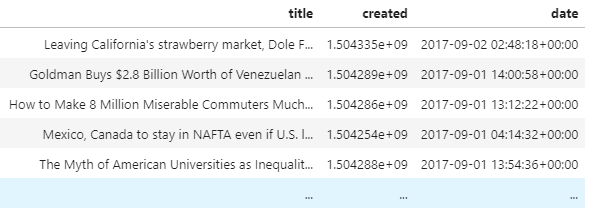 title created date
Leaving California's strawberry market, Dole F... 1.504335e+09 2017-09-02 02:48:18+00:00
Goldman Buys $2.8 Billion Worth of Venezuelan ... 1.504289e+09 2017-09-01 14:00:58+00:00
How to Make 8 Million Miserable Commuters Much... 1.504286e+09 2017-09-01 13:12:22+00:00
Mexico, Canada to stay in NAFTA even if U.S. l... 1.504254e+09 2017-09-01 04:14:32+00:00
The Myth of American Universities as Inequalit... 1.504288e+09 2017-09-01 13:54:36+00:00
... ... ...